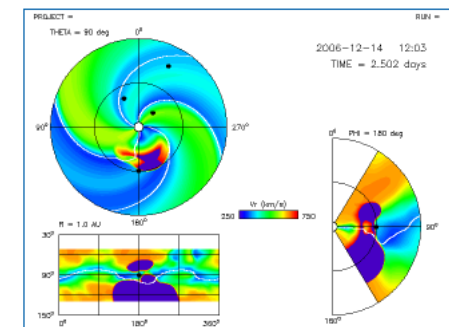 PROJECT =
RUN =
THETA = 90 deg
0°
2006-12-14 12:03
TIME = 2.502 days
90°
270°
180°
PHI = 180 deg
0°
R = 1.0 AU
Vr (km/s)
250
750
30°
90°
150°
0°
180°
360°
90°
180°